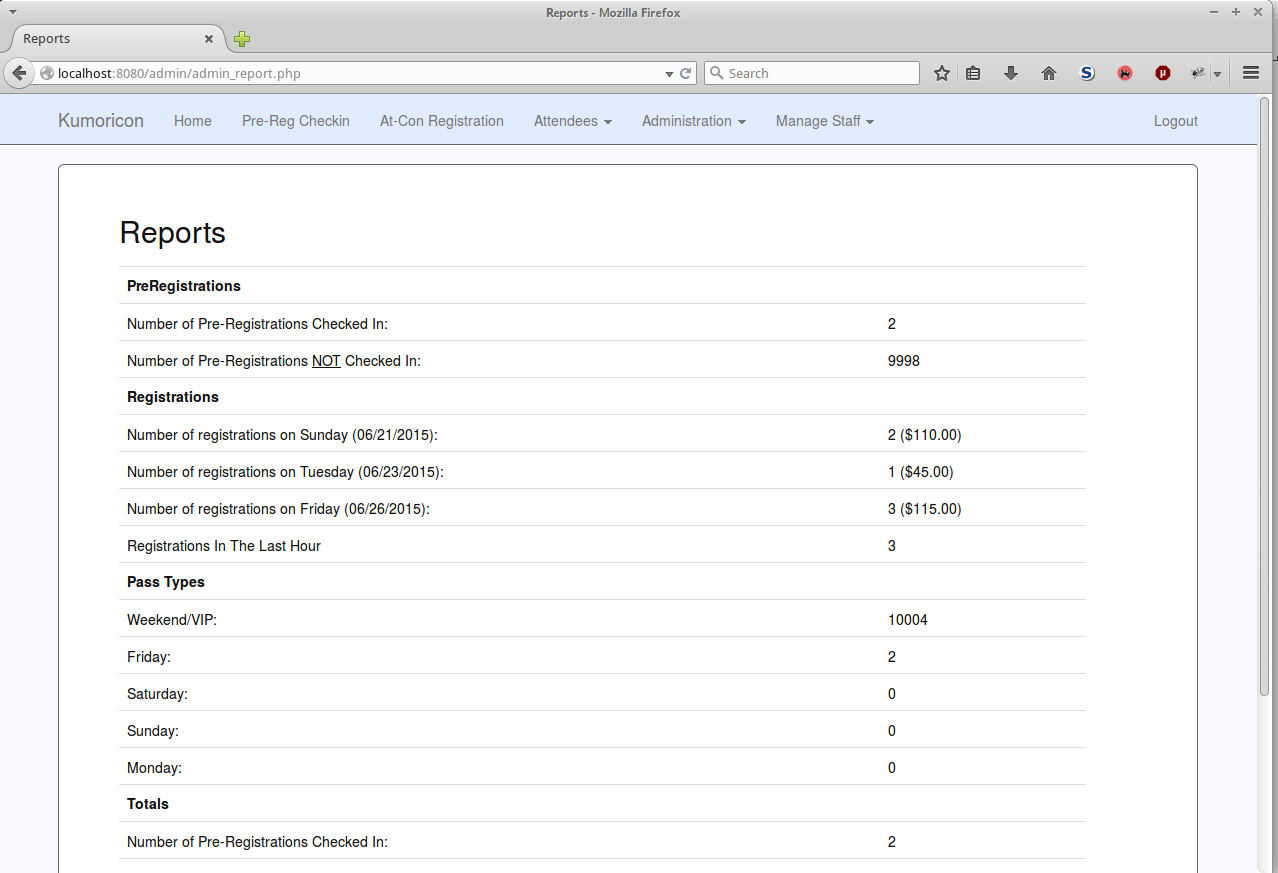 Reports - Mozilla Firefox
Reports
localhost:8080/admin/admin_report.php
Search
Kumoricon Home Pre-Reg Checkin At-Con Registration Attendees Administration Manage Staff Logout
Reports
PreRegistrations
Number of Pre-Registrations Checked In: 2
Number of Pre-Registrations NOT Checked In: 9998
Registrations
Number of registrations on Sunday (06/21/2015): 2 ($110.00)
Number of registrations on Tuesday (06/23/2015): 1 ($45.00)
Number of registrations on Friday (06/26/2015): 3 ($115.00)
Registrations In The Last Hour 3
Pass Types
Weekend/VIP: 10004
Friday: 2
Saturday: 0
Sunday: 0
Monday: 0
Totals
Number of Pre-Registrations Checked In: 2